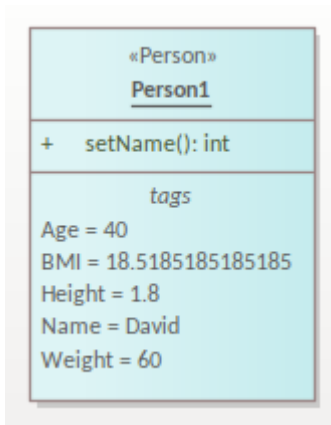 «Person»
Person1
+ setName(): int
tags
Age = 40
BMI = 18.5185185185185
Height = 1.8
Name = David
Weight = 60